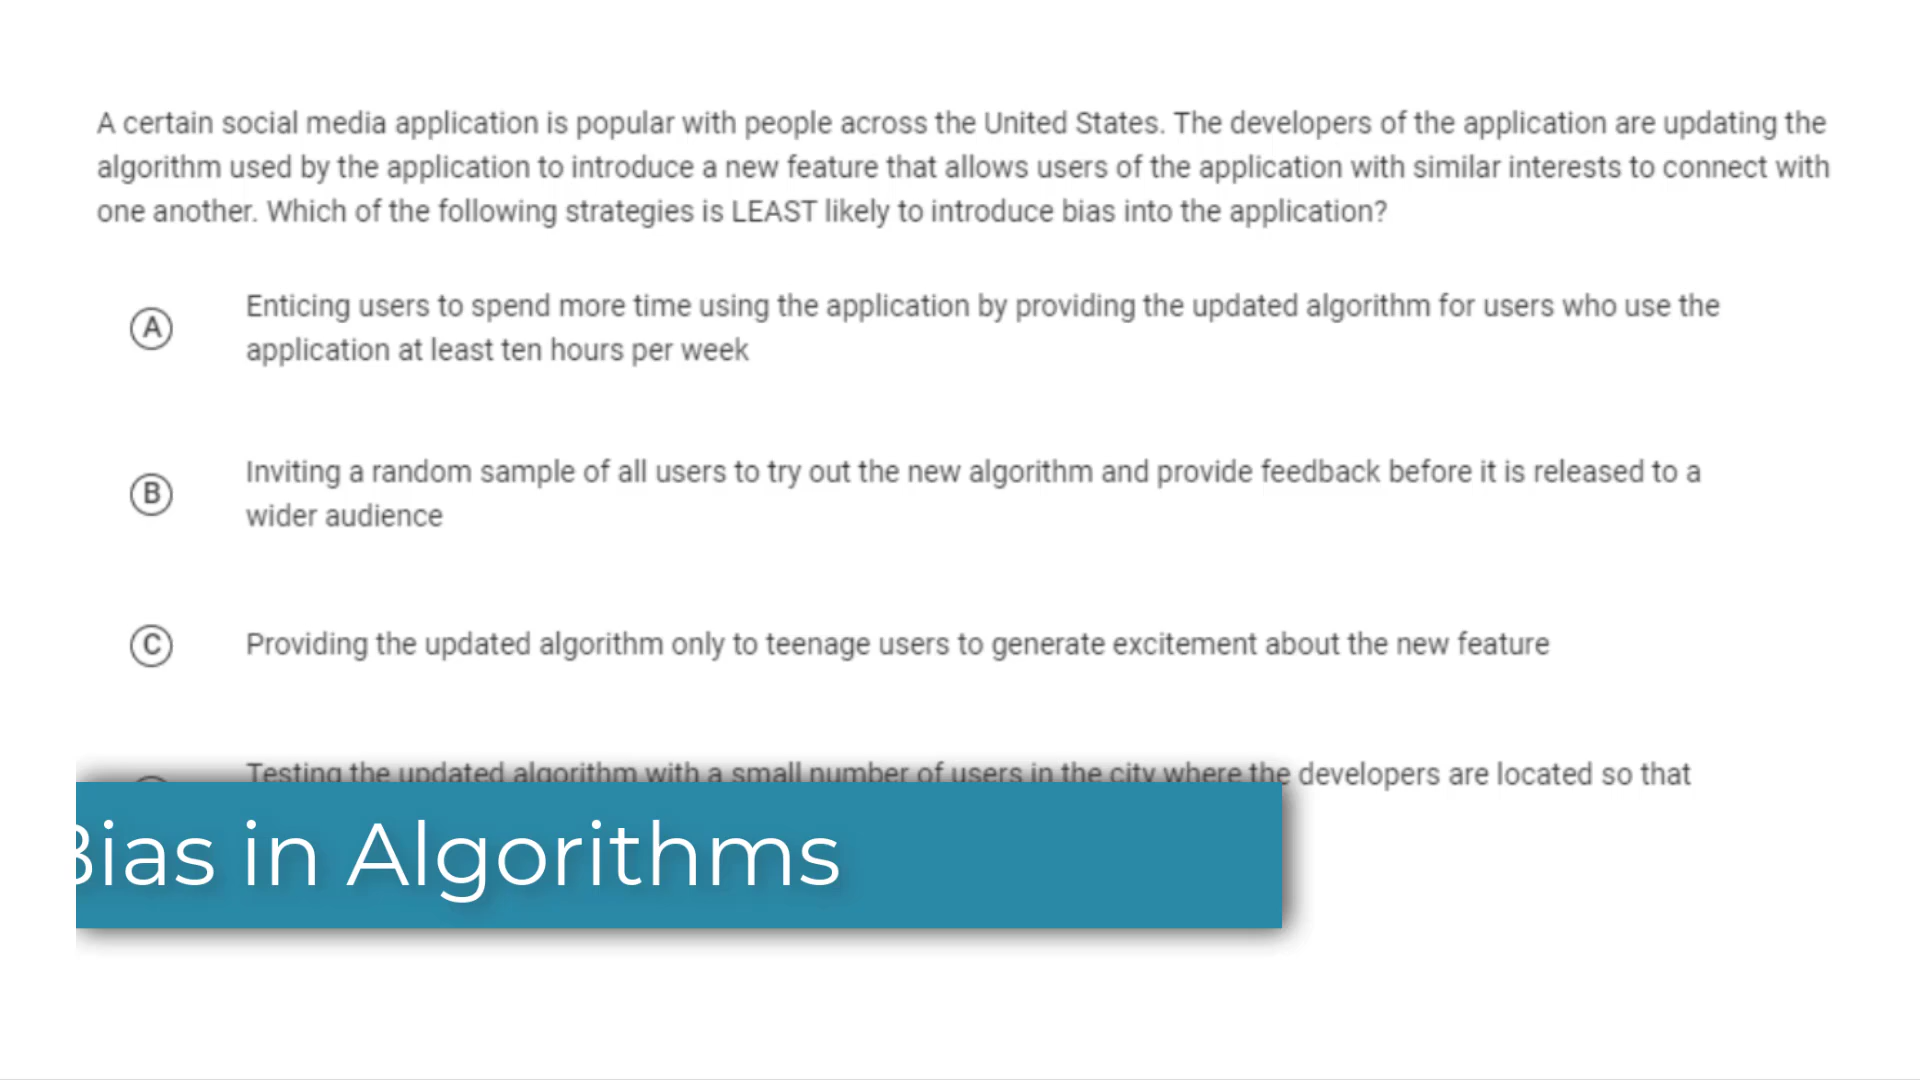 A certain social media application is popular with people across the United States. The developers of the application are updating the
algorithm used by the application to introduce a new feature that allows users of the application with similar interests to connect with
one another. Which of the following strategies is LEAST likely to introduce bias into the application?
A
Enticing users to spend more time using the application by providing the updated algorithm for users who use the
application at least ten hours per week
B
Inviting a random sample of all users to try out the new algorithm and provide feedback before it is released to a
wider audience
C
Providing the updated algorithm only to teenage users to generate excitement about the new feature
Testing the updated algorithm with a small number of users in the city where the developers are located so that
Bias in Algorithms